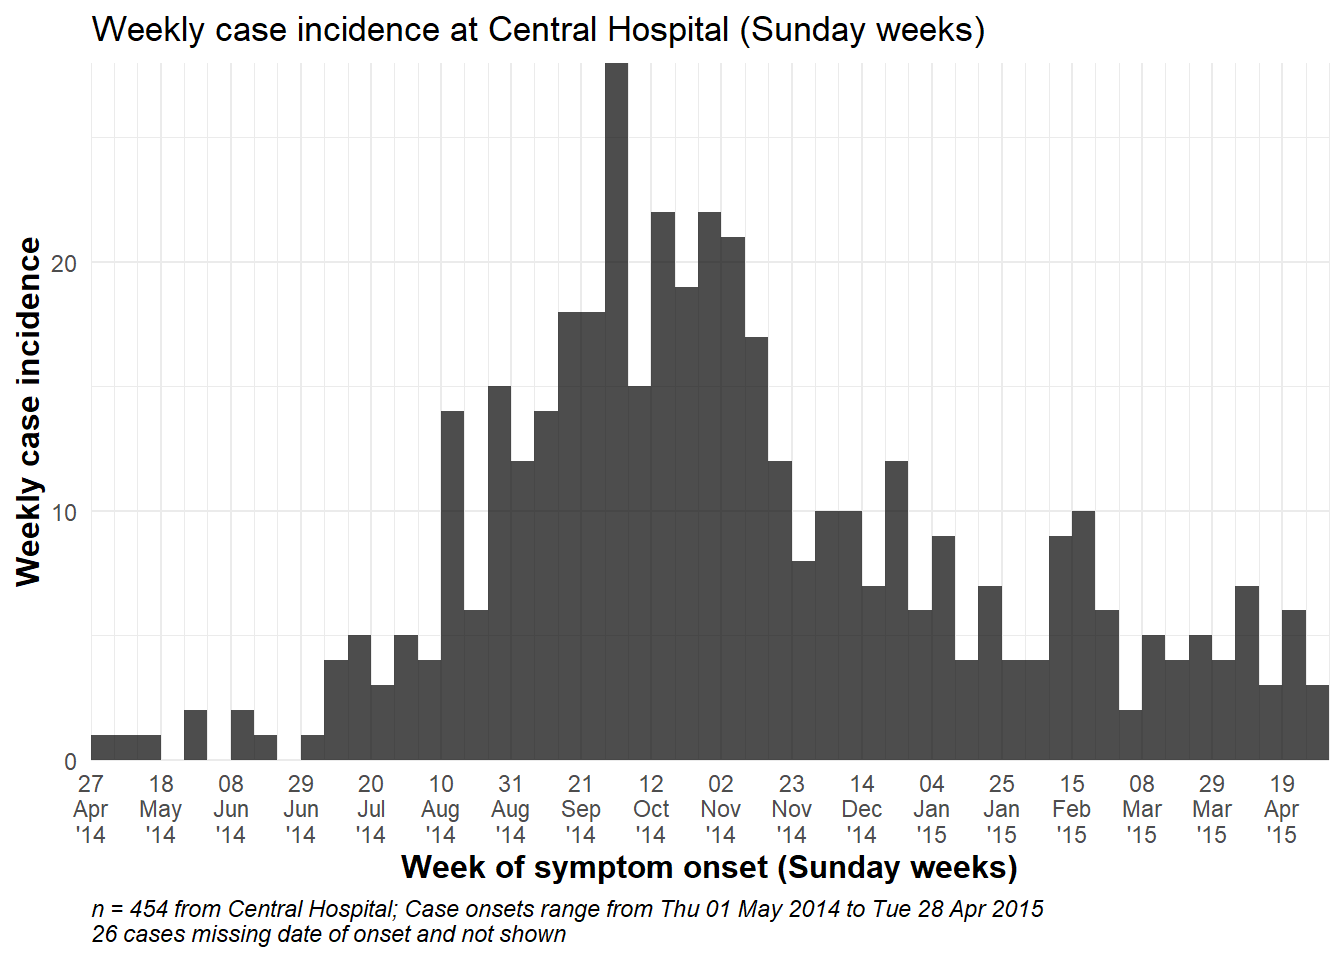 Weekly case incidence at Central Hospital (Sunday weeks)
Weekly case incidence
20
10
0
27 18 08 29 20 10 31 21 12 02 23 14 04 25 15 08 29 19
Apr May Jun Jun Jul Aug Aug Sep Oct Nov Nov Dec Jan Jan Feb Mar Mar Apr
'14 '14 '14 '14 '14 '14 '14 '14 '14 '14 '14 '14 '15 '15 '15 '15 '15 '15
Week of symptom onset (Sunday weeks)
n = 454 from Central Hospital; Case onsets range from Thu 01 May 2014 to Tue 28 Apr 2015
26 cases missing date of onset and not shown